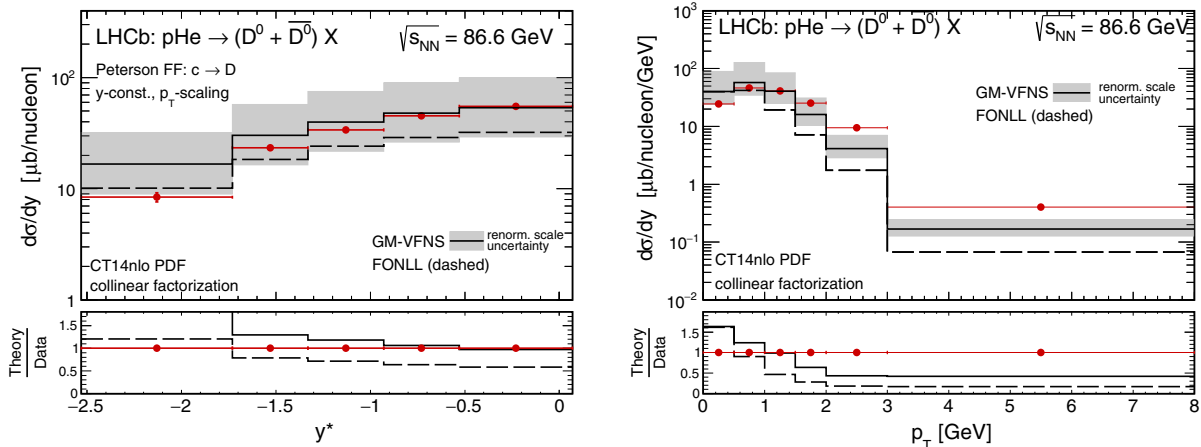 LHCb: pHe → (D⁰ + D̅⁰) X √s_NN = 86.6 GeV
Peterson FF: c → D
y-const., p_T-scaling
10²
10
1
dσ/dy [μb/nucleon]
GM-VFNS renorm. scale uncertainty
FONLL (dashed)
CT14nlo PDF
collinear factorization
1.5
1
0.5
0
Theory
Data
−2.5 −2 −1.5 −1 −0.5 0
y*
LHCb: pHe → (D⁰ + D̅⁰) X √s_NN = 86.6 GeV
10³
10²
10
1
10⁻¹
10⁻²
dσ/dy [μb/nucleon/GeV]
GM-VFNS renorm. scale uncertainty
FONLL (dashed)
CT14nlo PDF
collinear factorization
1.5
1
0.5
0
Theory
Data
0 1 2 3 4 5 6 7 8
p_T [GeV]